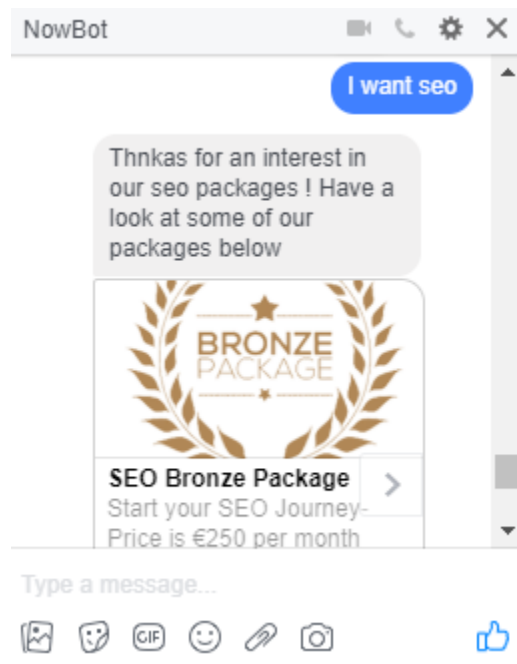 NowBot
I want seo
Thnkas for an interest in
our seo packages ! Have a
look at some of our
packages below
BRONZE
PACKAGE
SEO Bronze Package
Start your SEO Journey-
Price is €250 per month
Type a message...
GIF